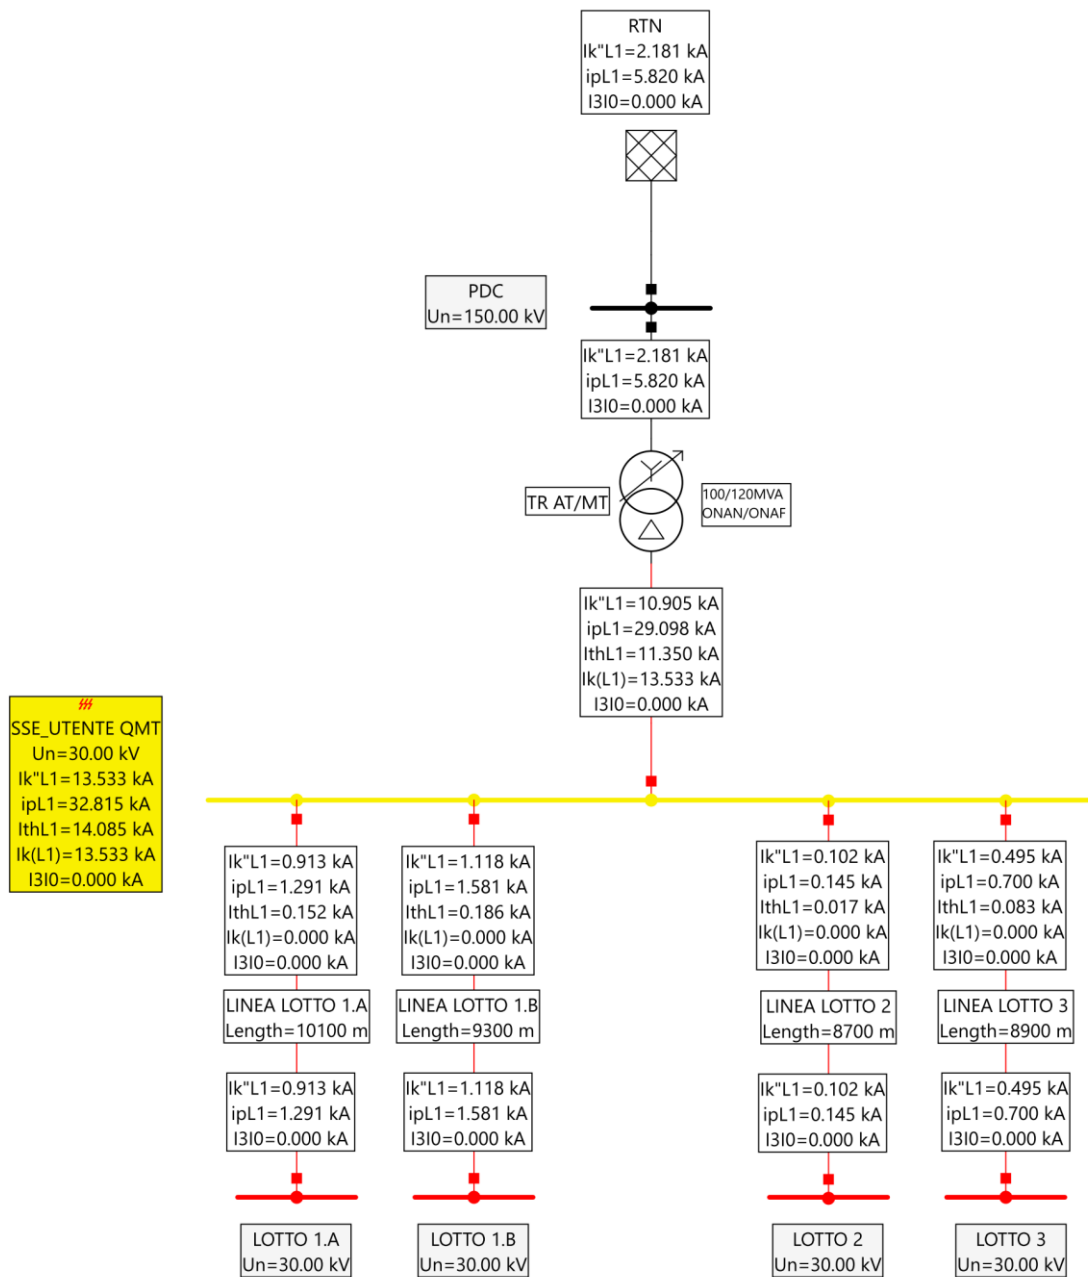 RTN
Ik"L1=2.181 kA
ipL1=5.820 kA
I3I0=0.000 kA
PDC
Un=150.00 kV
Ik"L1=2.181 kA
ipL1=5.820 kA
I3I0=0.000 kA
TR AT/MT
100/120MVA
ONAN/ONAF
Ik"L1=10.905 kA
ipL1=29.098 kA
IthL1=11.350 kA
Ik(L1)=13.533 kA
I3I0=0.000 kA
SSE_UTENTE QMT
Un=30.00 kV
Ik"L1=13.533 kA
ipL1=32.815 kA
IthL1=14.085 kA
Ik(L1)=13.533 kA
I3I0=0.000 kA
Ik"L1=0.913 kA
ipL1=1.291 kA
IthL1=0.152 kA
Ik(L1)=0.000 kA
I3I0=0.000 kA
LINEA LOTTO 1.A
Length=10100 m
Ik"L1=0.913 kA
ipL1=1.291 kA
I3I0=0.000 kA
LOTTO 1.A
Un=30.00 kV
Ik"L1=1.118 kA
ipL1=1.581 kA
IthL1=0.186 kA
Ik(L1)=0.000 kA
I3I0=0.000 kA
LINEA LOTTO 1.B
Length=9300 m
Ik"L1=1.118 kA
ipL1=1.581 kA
I3I0=0.000 kA
LOTTO 1.B
Un=30.00 kV
Ik"L1=0.102 kA
ipL1=0.145 kA
IthL1=0.017 kA
Ik(L1)=0.000 kA
I3I0=0.000 kA
LINEA LOTTO 2
Length=8700 m
Ik"L1=0.102 kA
ipL1=0.145 kA
I3I0=0.000 kA
LOTTO 2
Un=30.00 kV
Ik"L1=0.495 kA
ipL1=0.700 kA
IthL1=0.083 kA
Ik(L1)=0.000 kA
I3I0=0.000 kA
LINEA LOTTO 3
Length=8900 m
Ik"L1=0.495 kA
ipL1=0.700 kA
I3I0=0.000 kA
LOTTO 3
Un=30.00 kV